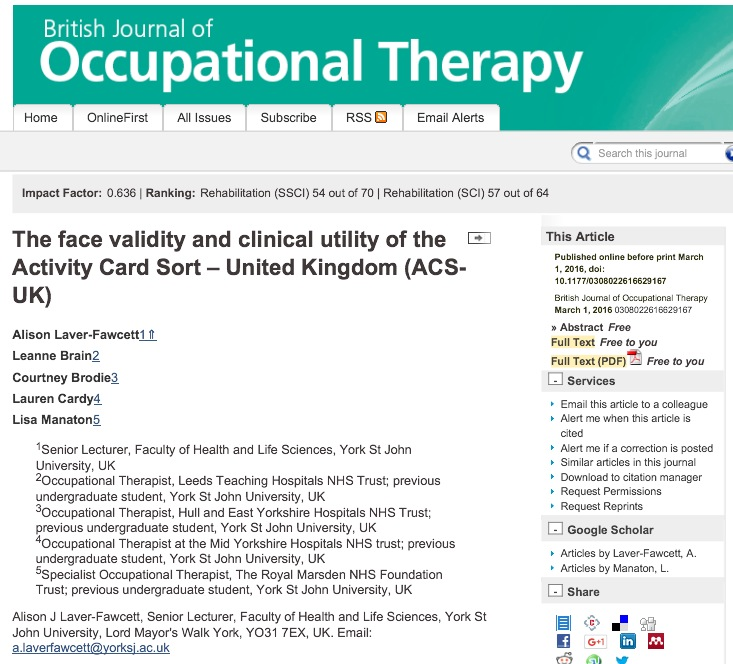 British Journal of
Occupational Therapy
Home
OnlineFirst
All Issues
Subscribe
RSS
Email Alerts
Search this journal
Impact Factor: 0.636 | Ranking: Rehabilitation (SSCI) 54 out of 70 | Rehabilitation (SCI) 57 out of 64
The face validity and clinical utility of the
Activity Card Sort – United Kingdom (ACS-
UK)
Alison Laver-Fawcett1⇑
Leanne Brain2
Courtney Brodie3
Lauren Cardy4
Lisa Manaton5
1Senior Lecturer, Faculty of Health and Life Sciences, York St John
University, UK
2Occupational Therapist, Leeds Teaching Hospitals NHS Trust; previous
undergraduate student, York St John University, UK
3Occupational Therapist, Hull and East Yorkshire Hospitals NHS Trust;
previous undergraduate student, York St John University, UK
4Occupational Therapist at the Mid Yorkshire Hospitals NHS trust; previous
undergraduate student, York St John University, UK
5Specialist Occupational Therapist, The Royal Marsden NHS Foundation
Trust; previous undergraduate student, York St John University, UK
Alison J Laver-Fawcett, Senior Lecturer, Faculty of Health and Life Sciences, York St
John University, Lord Mayor's Walk York, YO31 7EX, UK. Email:
a.laverfawcett@yorksj.ac.uk
This Article
Published online before print March
1, 2016, doi:
10.1177/0308022616629167
British Journal of Occupational Therapy
March 1, 2016 0308022616629167
» Abstract Free
Full Text Free to you
Full Text (PDF) Free to you
- Services
Email this article to a colleague
Alert me when this article is
cited
Alert me if a correction is posted
Similar articles in this journal
Download to citation manager
Request Permissions
Request Reprints
- Google Scholar
Articles by Laver-Fawcett, A.
Articles by Manaton, L.
- Share
G+1